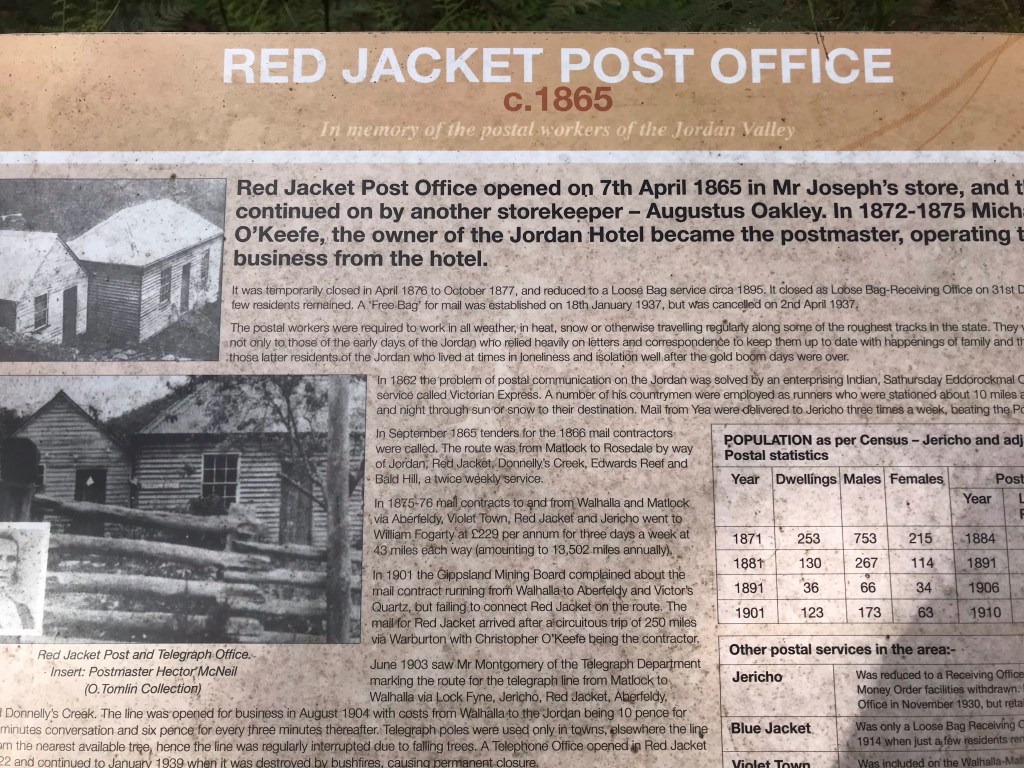 RED JACKET POST OFFICE
c.1865
In memory of the postal workers of the Jordan Valley
Red Jacket Post Office opened on 7th April 1865 in Mr Joseph's store, and
continued on by another storekeeper – Augustus Oakley. In 1872-1875
O'Keefe, the owner of the Jordan Hotel became the postmaster, operating
business from the hotel.
It was temporarily closed in April 1876 to October 1877, and reduced to a Loose Bag service circa 1895. It closed as Loose Bag-Receiving Office on 31st
few residents remained. A 'Free Bag' for mail was established on 18th January 1937, but was cancelled on 2nd April 1937.
The postal workers were required to work in all weather, in heat, snow or otherwise travelling regularly along some of the roughest tracks in the state. They
not only to those of the early days of the Jordan who relied heavily on letters and correspondence to keep them up to date with happenings of family and
those latter residents of the Jordan who lived at times in loneliness and isolation well after the gold boom days were over.
In 1862 the problem of postal communication on the Jordan was solved by an enterprising Indian, Sathursday Eddorockmal
service called Victorian Express. A number of his countrymen were employed as runners who were stationed about 10 miles
and night through sun or snow to their destination. Mail from Yea were delivered to Jericho three times a week, beating the
In September 1865 tenders for the 1866 mail contractors
were called. The route was from Matlock to Rosedale by way
of Jordan, Red Jacket, Donnelly's Creek, Edwards Reef and
Bald Hill, a twice weekly service.
In 1875-76 mail contracts to and from Walhalla and Matlock
via Aberfeldy, Violet Town, Red Jacket and Jericho went to
William Fogarty at £229 per annum for three days a week at
43 miles each way (amounting to 13,502 miles annually).
In 1901 the Gippsland Mining Board complained about the
mail contract running from Walhalla to Aberfeldy and Victor's
Quartz, but failing to connect Red Jacket on the route. The
mail for Red Jacket arrived after a circuitous trip of 250 miles
via Warburton with Christopher O'Keefe being the contractor.
June 1903 saw Mr Montgomery of the Telegraph Department
marking the route for the telegraph line from Matlock to
Walhalla via Lock Fyne, Jericho, Red Jacket, Aberfeldy,
Donnelly's Creek. The line was opened for business in August 1904 with costs from Walhalla to the Jordan being 10 pence for
minutes conversation and six pence for every three minutes thereafter. Telegraph poles were used only in towns, elsewhere the line
the nearest available tree, hence the line was regularly interrupted due to falling trees. A Telephone Office opened in Red Jacket
22 and continued to January 1939 when it was destroyed by bushfires, causing permanent closure.
Red Jacket Post and Telegraph Office.
Insert: Postmaster Hector McNeil
(O.Tomlin Collection)
POPULATION as per Census – Jericho and
Postal statistics
Year Dwellings Males Females Post
Year
1871 253 753 215 1884
1881 130 267 114 1891
1891 36 66 34 1906
1901 123 173 63 1910
Other postal services in the area:-
Jericho Was reduced to a Receiving Office
Money Order facilities withdrawn.
Office in November 1930, but
Blue Jacket Was only a Loose Bag Receiving
1914 when just a few residents
Violet Town Was included on the